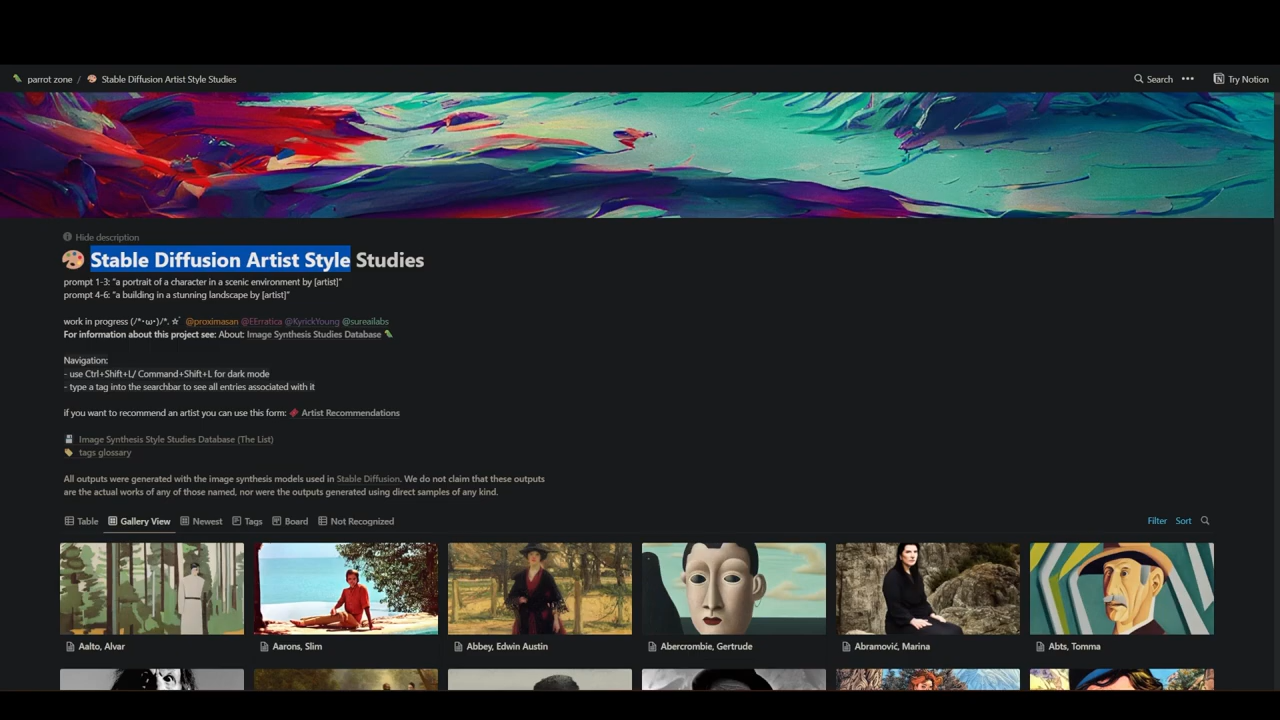 parrot zone / Stable Diffusion Artist Style Studies
Search ••• Try Notion
Hide description
Stable Diffusion Artist Style Studies
prompt 1-3: "a portrait of a character in a scenic environment by [artist]"
prompt 4-6: "a building in a stunning landscape by [artist]"
work in progress (/*･ω･)/*. ☆ﾞ @proximasan @EErratica @KyrickYoung @sureailabs
For information about this project see: About: Image Synthesis Studies Database
Navigation:
- use Ctrl+Shift+L/ Command+Shift+L for dark mode
- type a tag into the searchbar to see all entries associated with it
if you want to recommend an artist you can use this form: Artist Recommendations
Image Synthesis Style Studies Database (The List)
tags glossary
All outputs were generated with the image synthesis models used in Stable Diffusion. We do not claim that these outputs
are the actual works of any of those named, nor were the outputs generated using direct samples of any kind.
Table Gallery View Newest Tags Board Not Recognized Filter Sort
Aalto, Alvar
Aarons, Slim
Abbey, Edwin Austin
Abercrombie, Gertrude
Abramović, Marina
Abts, Tomma